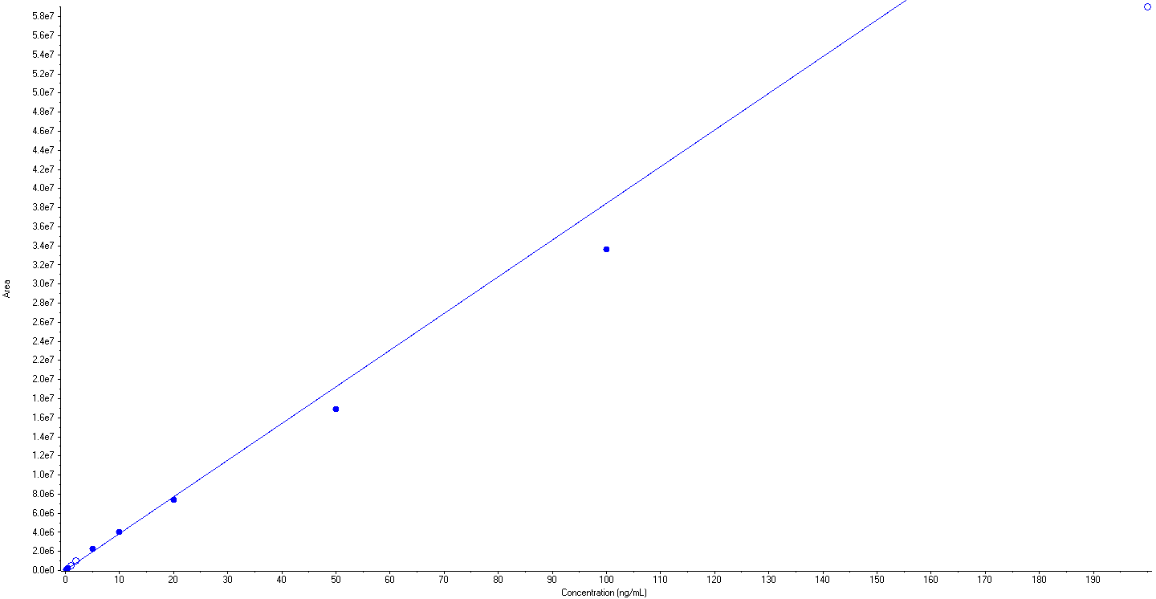 5.8e7
5.6e7
5.4e7
5.2e7
5.0e7
4.8e7
4.6e7
4.4e7
4.2e7
4.0e7
3.8e7
3.6e7
3.4e7
3.2e7
3.0e7
2.8e7
2.6e7
2.4e7
2.2e7
2.0e7
1.8e7
1.6e7
1.4e7
1.2e7
1.0e7
8.0e6
6.0e6
4.0e6
2.0e6
0.0e0
Area
0 10 20 30 40 50 60 70 80 90 100 110 120 130 140 150 160 170 180 190
Concentration (ng/mL)